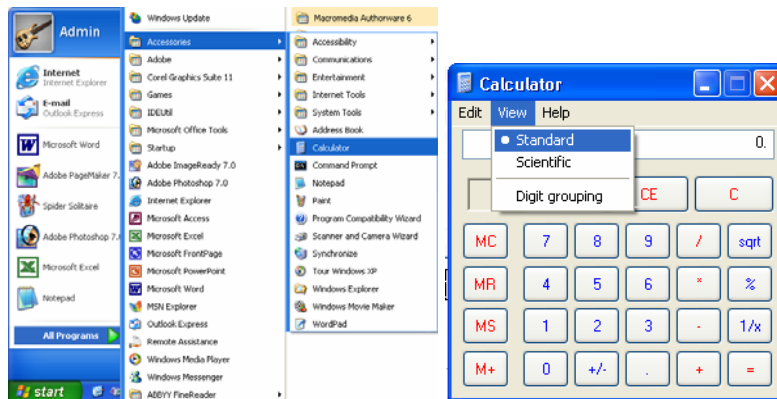 Admin
Internet
Internet Explorer
E-mail
Outlook Express
Microsoft Word
Adobe PageMaker 7.
Spider Solitaire
Adobe Photoshop 7.
Microsoft Excel
Notepad
All Programs
start
Windows Update
Accessories
Adobe
Corel Graphics Suite 11
Games
IDEUtil
Microsoft Office Tools
Startup
Adobe ImageReady 7.0
Adobe Photoshop 7.0
Internet Explorer
Microsoft Access
Microsoft Excel
Microsoft FrontPage
Microsoft PowerPoint
Microsoft Word
MSN Explorer
Outlook Express
Remote Assistance
Windows Media Player
Windows Messenger
ABBYY FineReader
Macromedia Authorware 6
Accessibility
Communications
Entertainment
Internet Tools
System Tools
Address Book
Calculator
Command Prompt
Notepad
Paint
Program Compatibility Wizard
Scanner and Camera Wizard
Synchronize
Tour Windows XP
Windows Explorer
Windows Movie Maker
WordPad
Calculator
Edit View Help
0.
Standard
Scientific
Digit grouping
CE C
MC 7 8 9 / sqrt
MR 4 5 6 * %
MS 1 2 3 - 1/x
M+ 0 +/- . + =